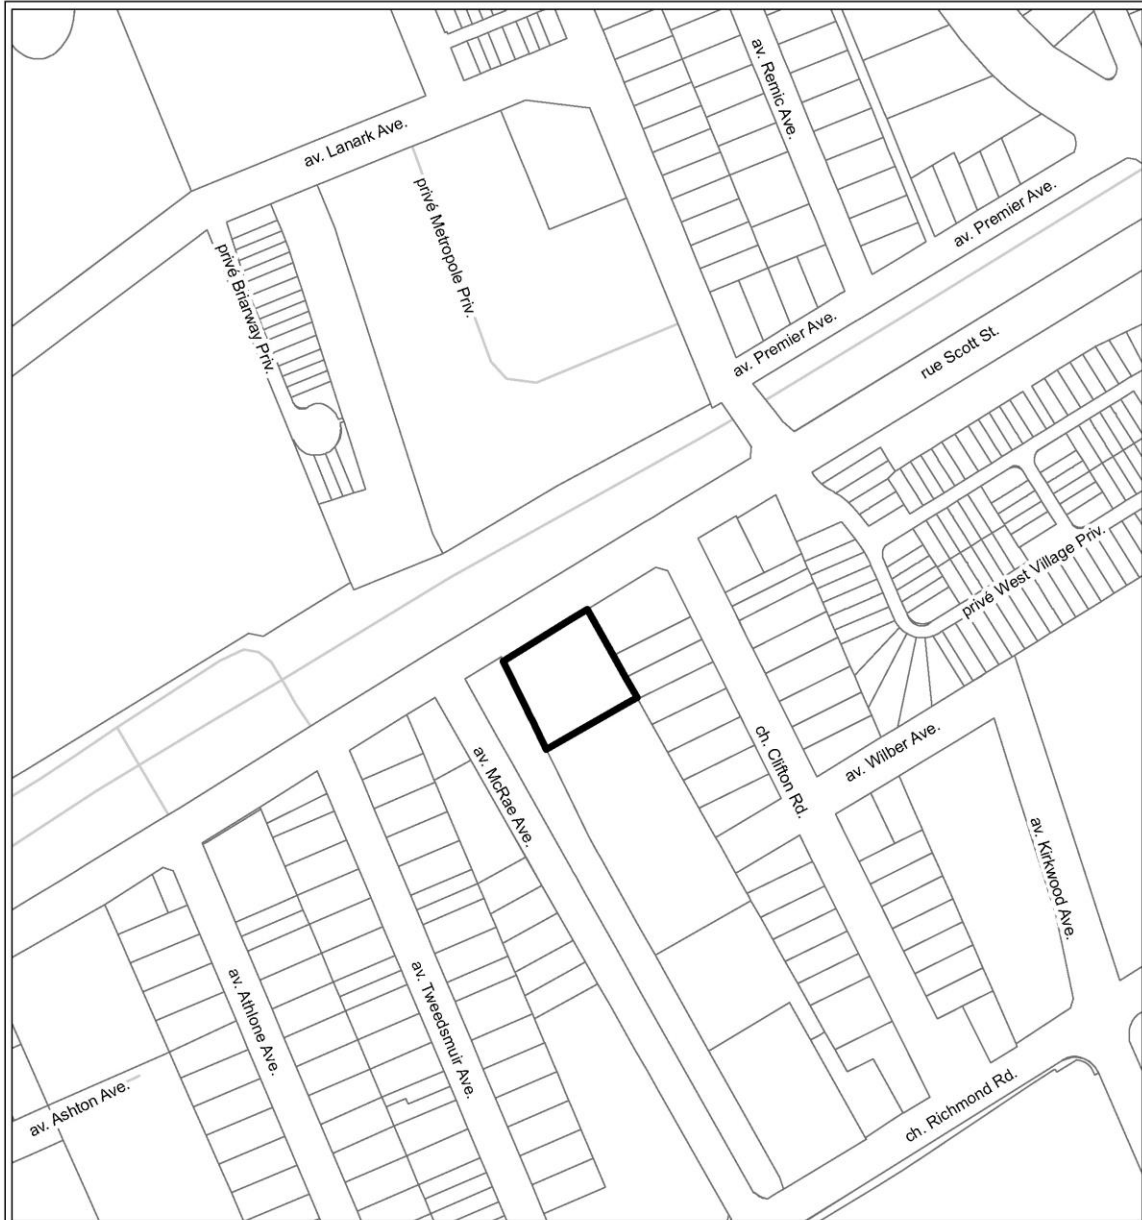 av. Remic Ave.
av. Lanark Ave.
privé Metropole Priv.
av. Premier Ave.
privé Briarway Priv.
av. Premier Ave.
rue Scott St.
privé West Village Priv.
av. McRae Ave.
ch. Clifton Rd.
av. Wilber Ave.
av. Kirkwood Ave.
av. Athlone Ave.
av. Tweedsmuir Ave.
av. Ashton Ave.
ch. Richmond Rd.